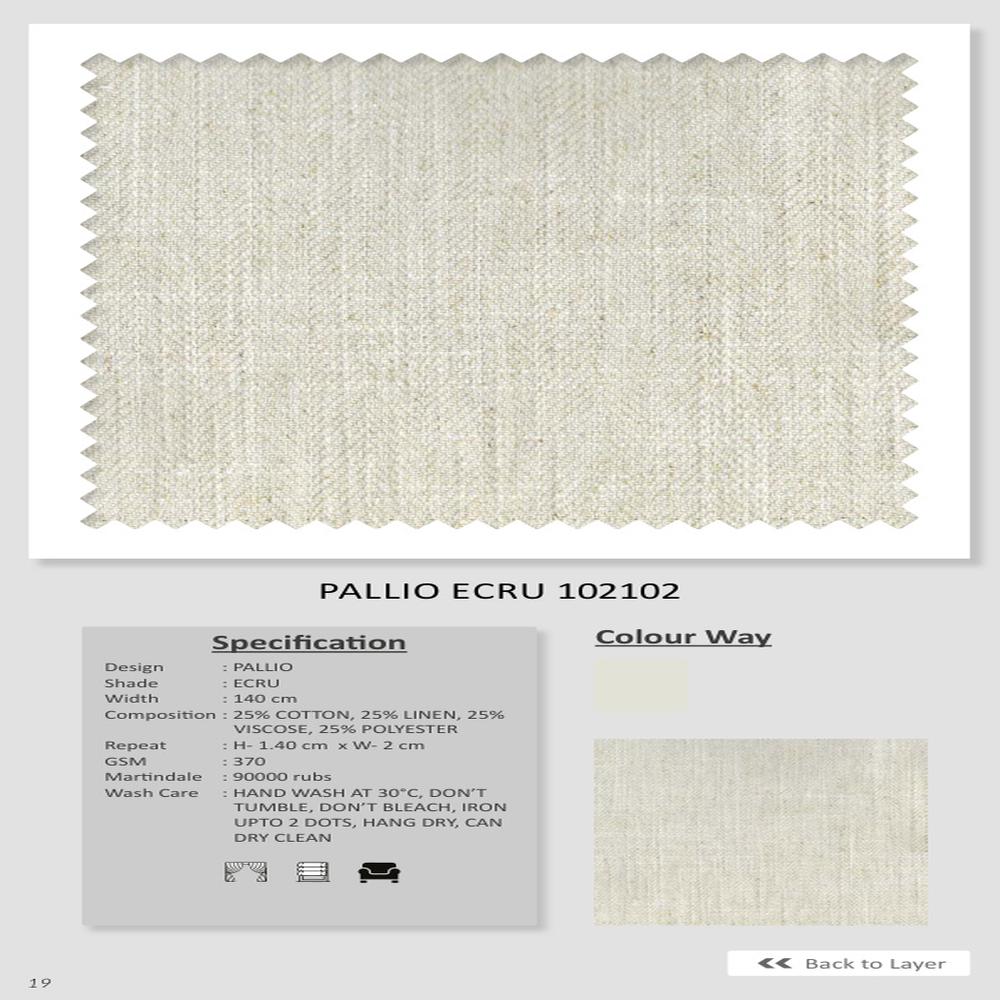 PALLIO ECRU 102102
Specification
Design : PALLIO
Shade : ECRU
Width : 140 cm
Composition : 25% COTTON, 25% LINEN, 25%
VISCOSE, 25% POLYESTER
Repeat : H- 1.40 cm x W- 2 cm
GSM : 370
Martindale : 90000 rubs
Wash Care : HAND WASH AT 30°C, DON’T
TUMBLE, DON’T BLEACH, IRON
UPTO 2 DOTS, HANG DRY, CAN
DRY CLEAN
Colour Way
Back to Layer
19